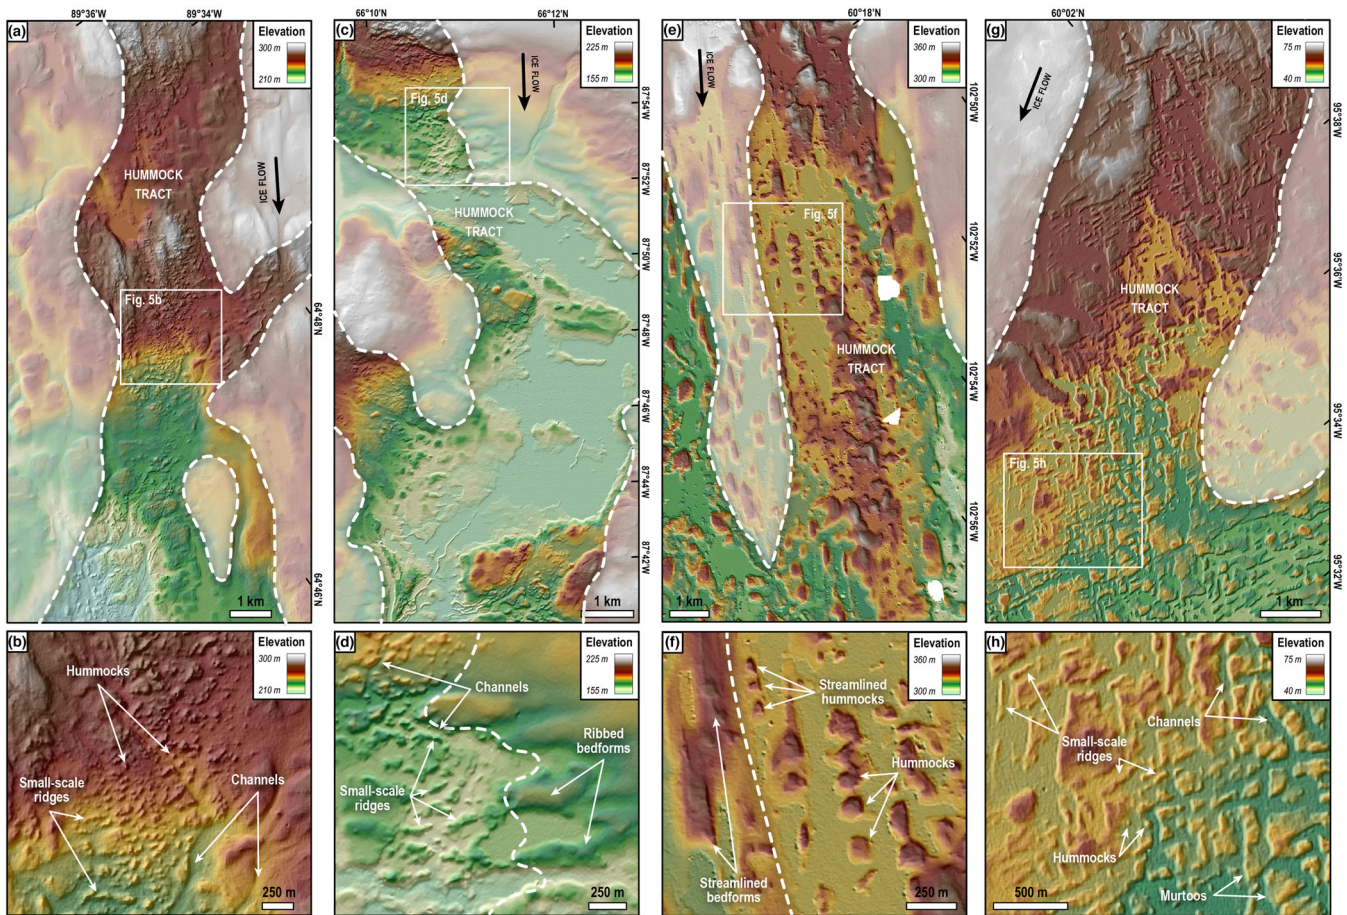 89°36'W
89°34'W
(a)
Elevation
300 m
210 m
HUMMOCK
TRACT
ICE FLOW
Fig. 5b
64°48'N
64°46'N
1 km
66°10'N
66°12'N
(c)
Elevation
225 m
155 m
Fig. 5d
ICE FLOW
HUMMOCK
TRACT
87°54'W
87°52'W
87°50'W
87°48'W
87°46'W
87°44'W
87°42'W
1 km
60°18'N
(e)
Elevation
360 m
300 m
ICE FLOW
Fig. 5f
HUMMOCK
TRACT
102°50'W
102°52'W
102°54'W
102°56'W
1 km
60°02'N
(g)
Elevation
75 m
40 m
ICE FLOW
HUMMOCK
TRACT
Fig. 5h
95°38'W
95°36'W
95°34'W
95°32'W
1 km
(b)
Elevation
300 m
210 m
Hummocks
Small-scale
ridges
Channels
250 m
(d)
Elevation
225 m
155 m
Channels
Ribbed
bedforms
Small-scale
ridges
250 m
(f)
Elevation
360 m
300 m
Streamlined
hummocks
Hummocks
Streamlined
bedforms
250 m
(h)
Elevation
75 m
40 m
Channels
Small-scale
ridges
Hummocks
Murtoos
500 m